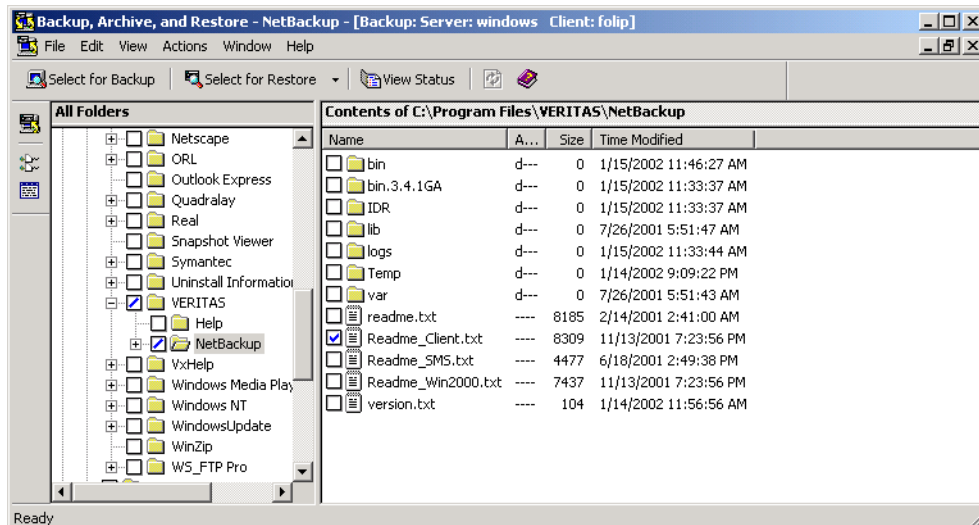 Backup, Archive, and Restore - NetBackup - [Backup: Server: windows Client: folip]
File Edit View Actions Window Help
Select for Backup Select for Restore View Status
All Folders
Contents of C:\Program Files\VERITAS\NetBackup
Netscape
ORL
Outlook Express
Quadralay
Real
Snapshot Viewer
Symantec
Uninstall Information
VERITAS
Help
NetBackup
VxHelp
Windows Media Play
Windows NT
WindowsUpdate
WinZip
WS_FTP Pro
Name A... Size Time Modified
bin d--- 0 1/15/2002 11:46:27 AM
bin.3.4.1GA d--- 0 1/15/2002 11:33:37 AM
IDR d--- 0 1/15/2002 11:33:37 AM
lib d--- 0 7/26/2001 5:51:47 AM
logs d--- 0 1/15/2002 11:33:44 AM
Temp d--- 0 1/14/2002 9:09:22 PM
var d--- 0 7/26/2001 5:51:43 AM
readme.txt ---- 8185 2/14/2001 2:41:00 AM
Readme_Client.txt ---- 8309 11/13/2001 7:23:56 PM
Readme_SMS.txt ---- 4477 6/18/2001 2:49:38 PM
Readme_Win2000.txt ---- 7437 11/13/2001 7:23:56 PM
version.txt ---- 104 1/14/2002 11:56:56 AM
Ready